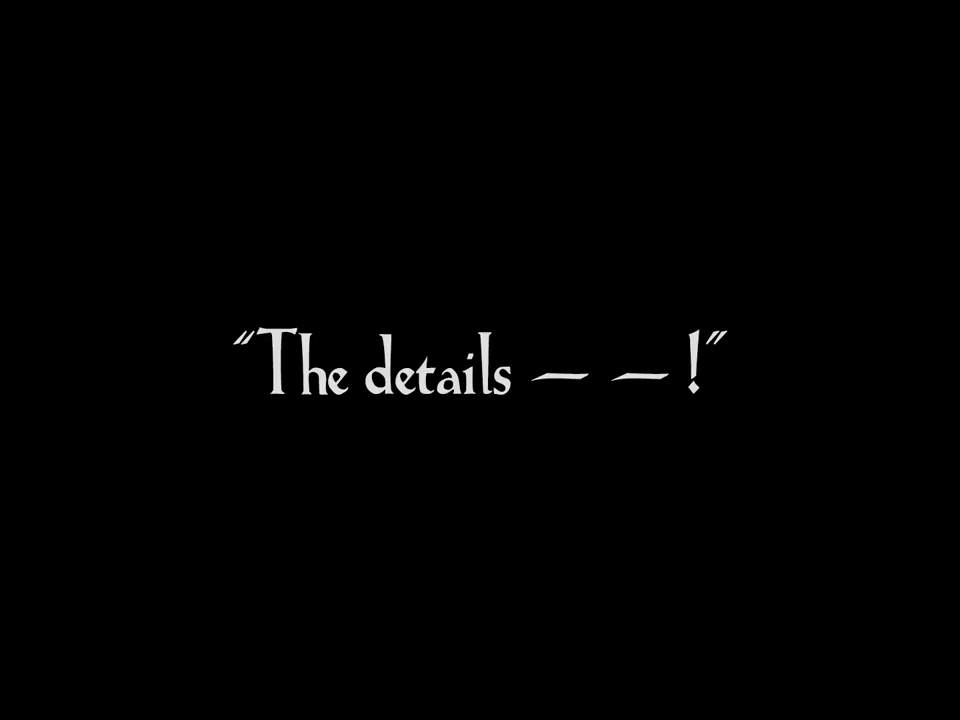 “The details — — !”